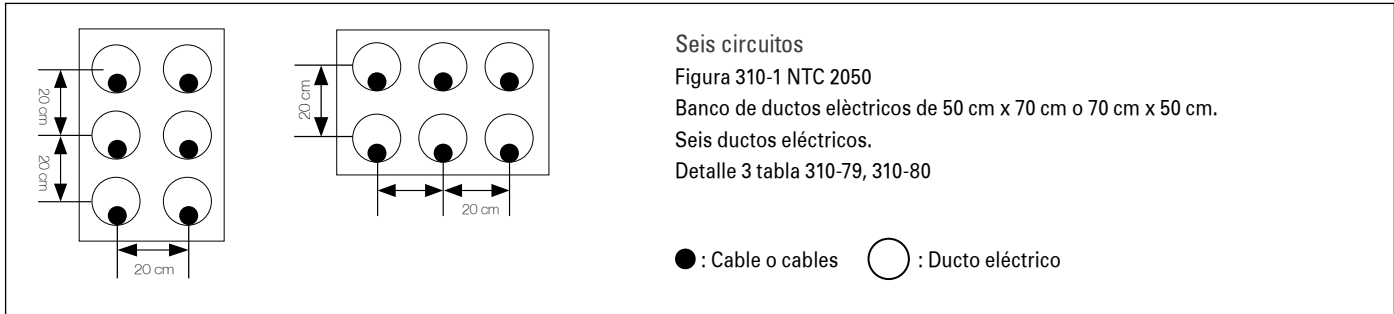 20 cm
20 cm
20 cm
20 cm
20 cm
Seis circuitos
Figura 310-1 NTC 2050
Banco de ductos elèctricos de 50 cm x 70 cm o 70 cm x 50 cm.
Seis ductos eléctricos.
Detalle 3 tabla 310-79, 310-80
: Cable o cables : Ducto eléctrico